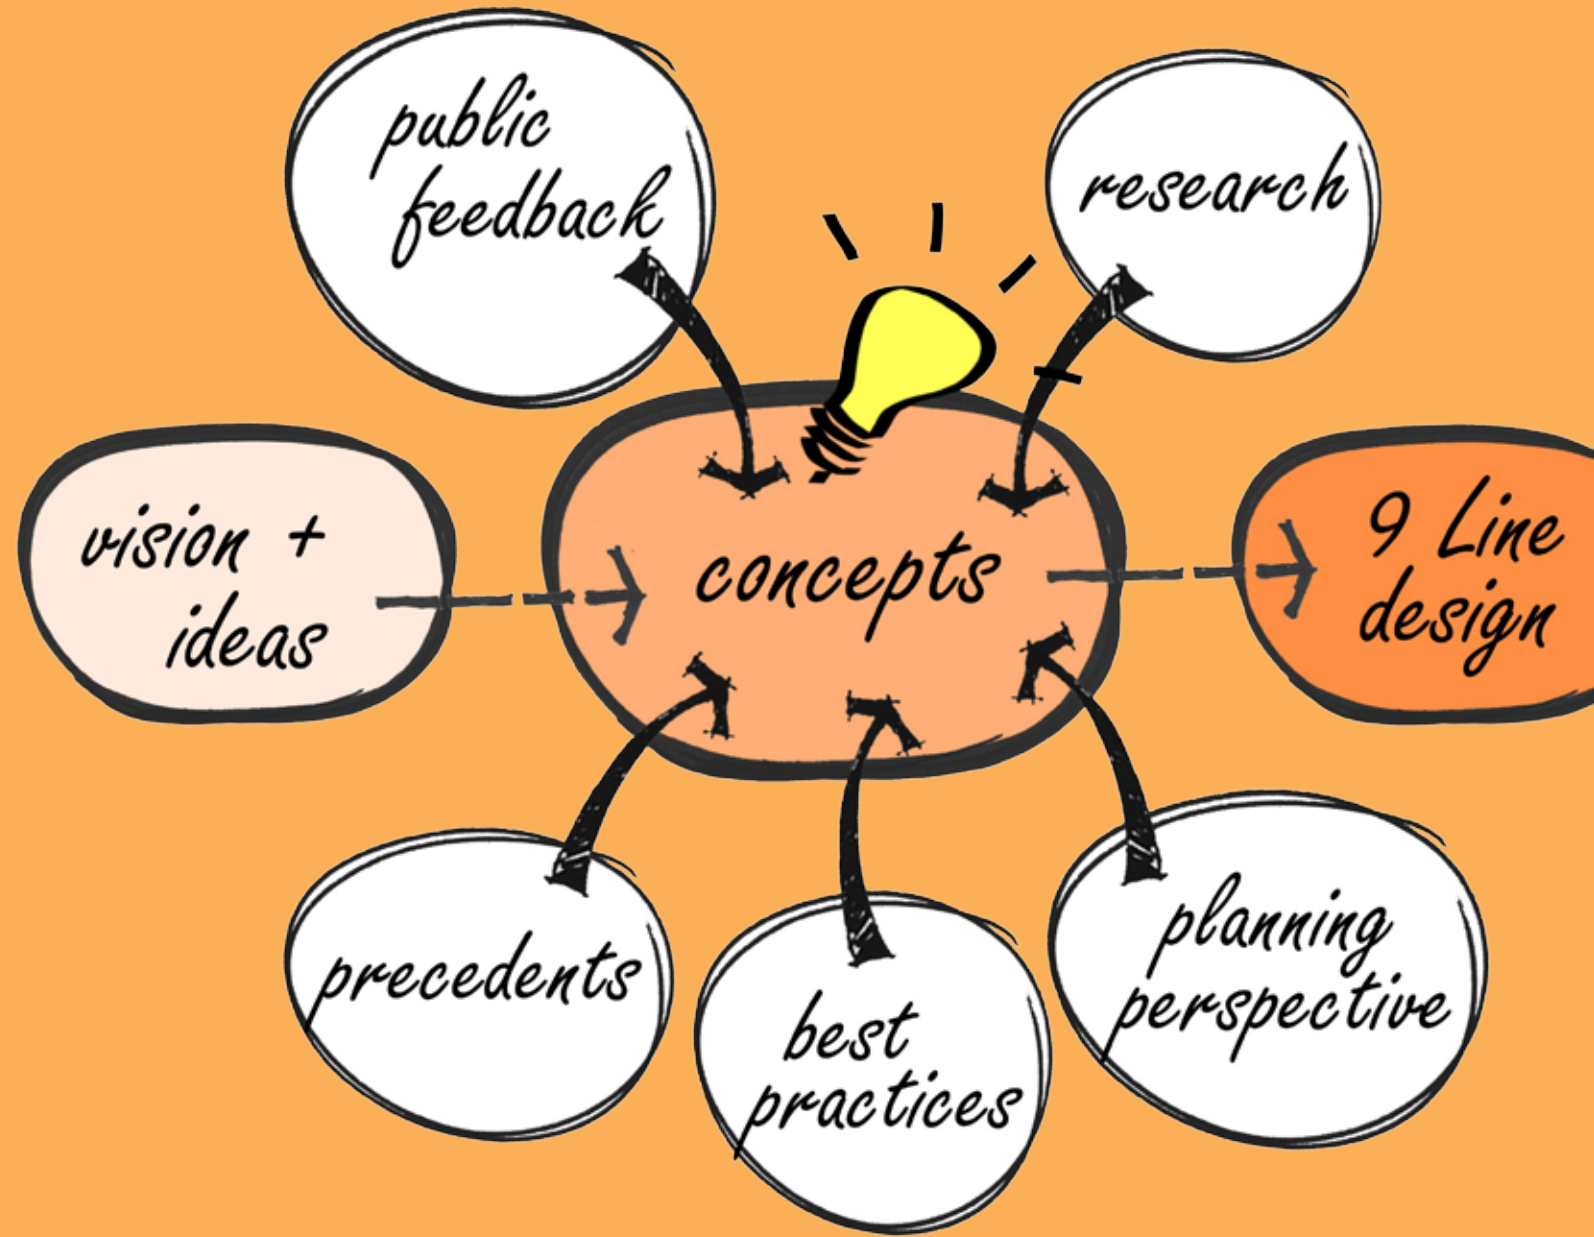 public
feedback
research
vision +
ideas
concepts
9 Line
design
precedents
best
practices
planning
perspective